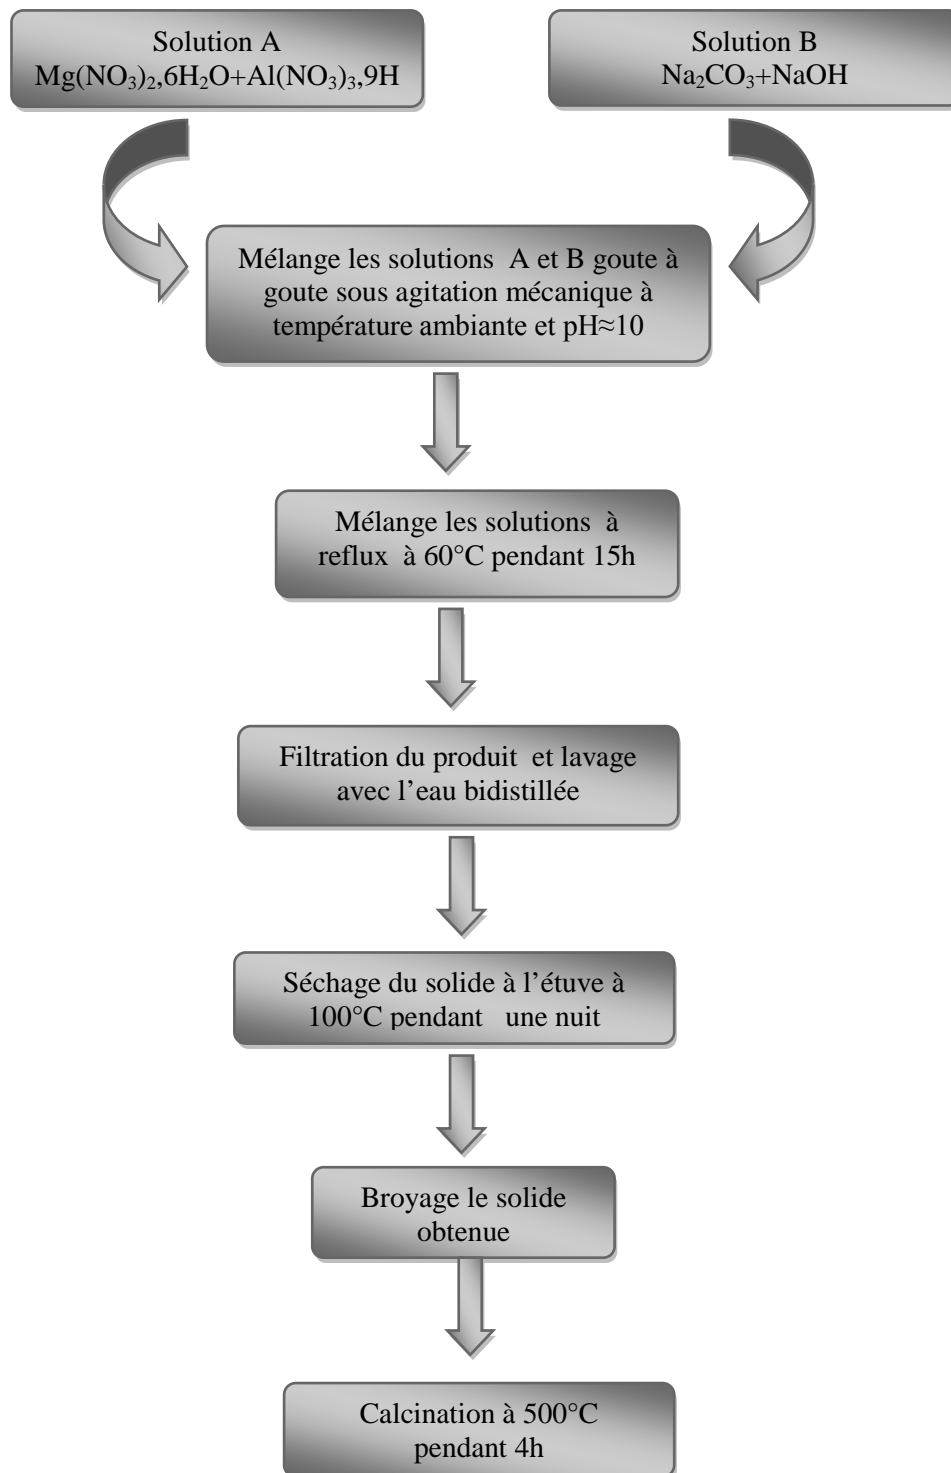 Solution A
Mg(NO₃)₂,6H₂O+Al(NO₃)₃,9H
Solution B
Na₂CO₃+NaOH
Mélange les solutions A et B goute à
goute sous agitation mécanique à
température ambiante et pH≈10
Mélange les solutions à
reflux à 60°C pendant 15h
Filtration du produit et lavage
avec l’eau bidistillée
Séchage du solide à l’étuve à
100°C pendant une nuit
Broyage le solide
obtenue
Calcination à 500°C
pendant 4h